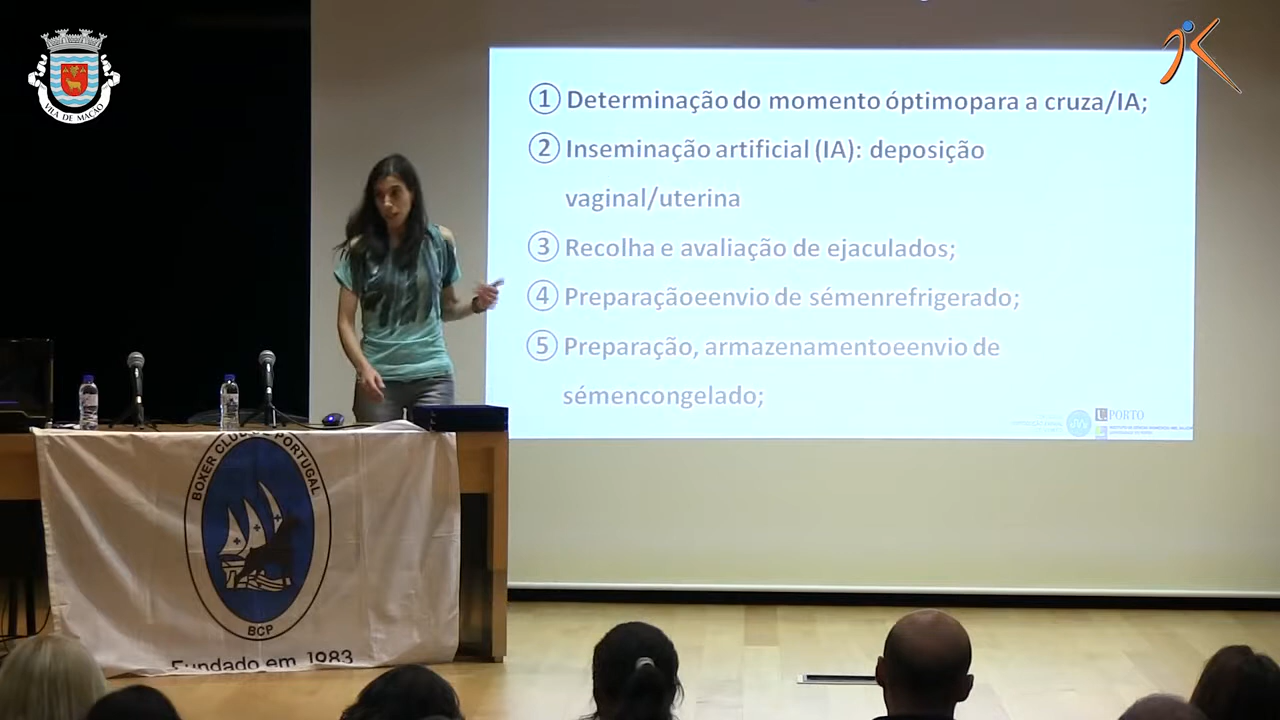 VILA DE MAÇÃO
① Determinação do momento óptimopara a cruza/IA;
② Inseminação artificial (IA): deposição
vaginal/uterina
③ Recolha e avaliação de ejaculados;
④ Preparaçãoeenvio de sémenrefrigerado;
⑤ Preparação, armazenamentoeenvio de
sémencongelado;
U. PORTO
BOXER CLUB DE PORTUGAL
BCP
Fundado em 1983